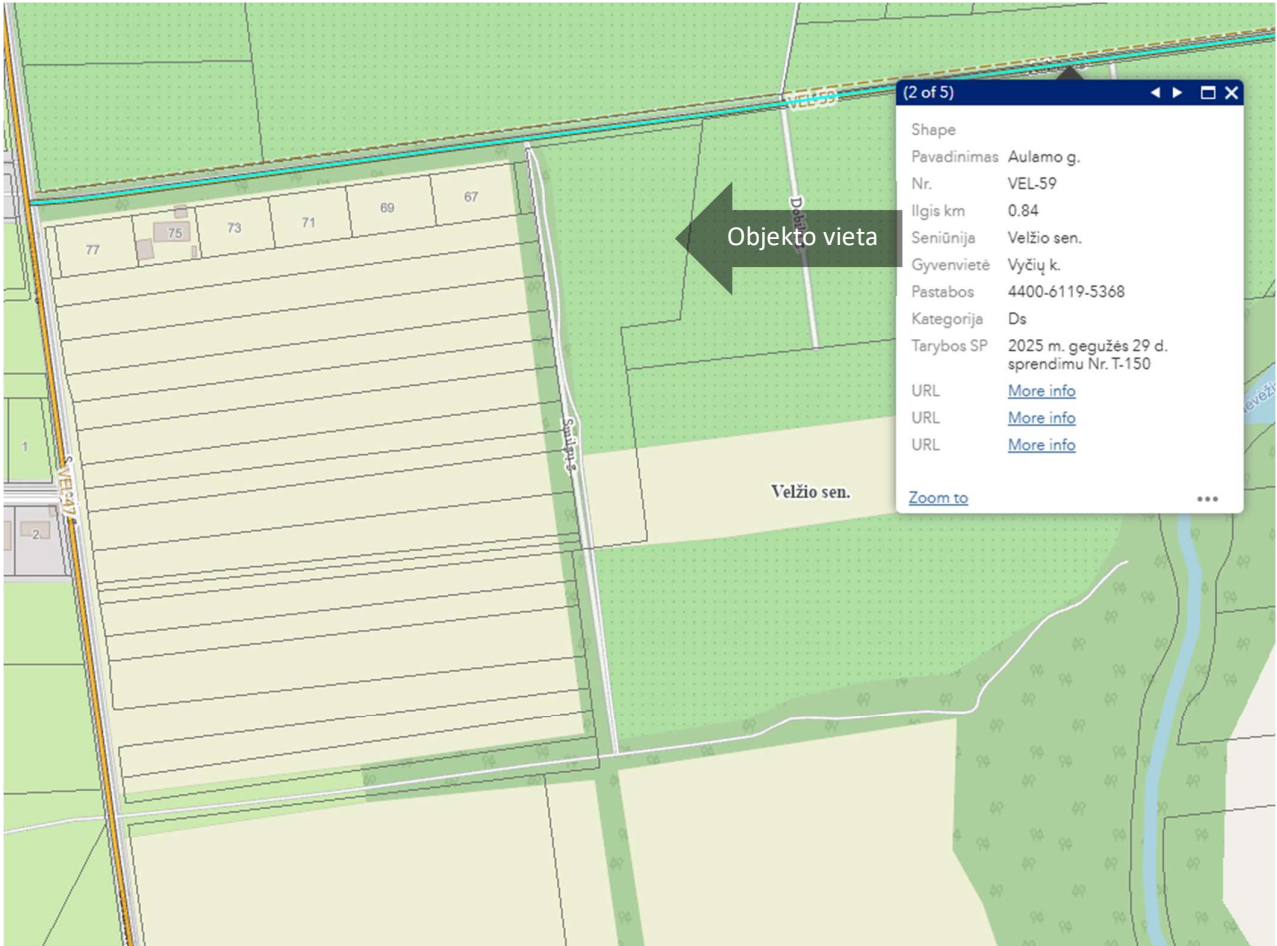 VEL-59
(2 of 5)
Shape
Pavadinimas Aulamo g.
Nr. VEL-59
Ilgis km 0.84
Seniūnija Velžio sen.
Gyvenvietė Vyčių k.
Pastabos 4400-6119-5368
Kategorija Ds
Tarybos SP 2025 m. gegužės 29 d.
sprendimu Nr. T-150
URL More info
URL More info
URL More info
Zoom to
77
75
73
71
69
67
Objekto vieta
Smilgų g.
1
VEL-47
2
Velžio sen.